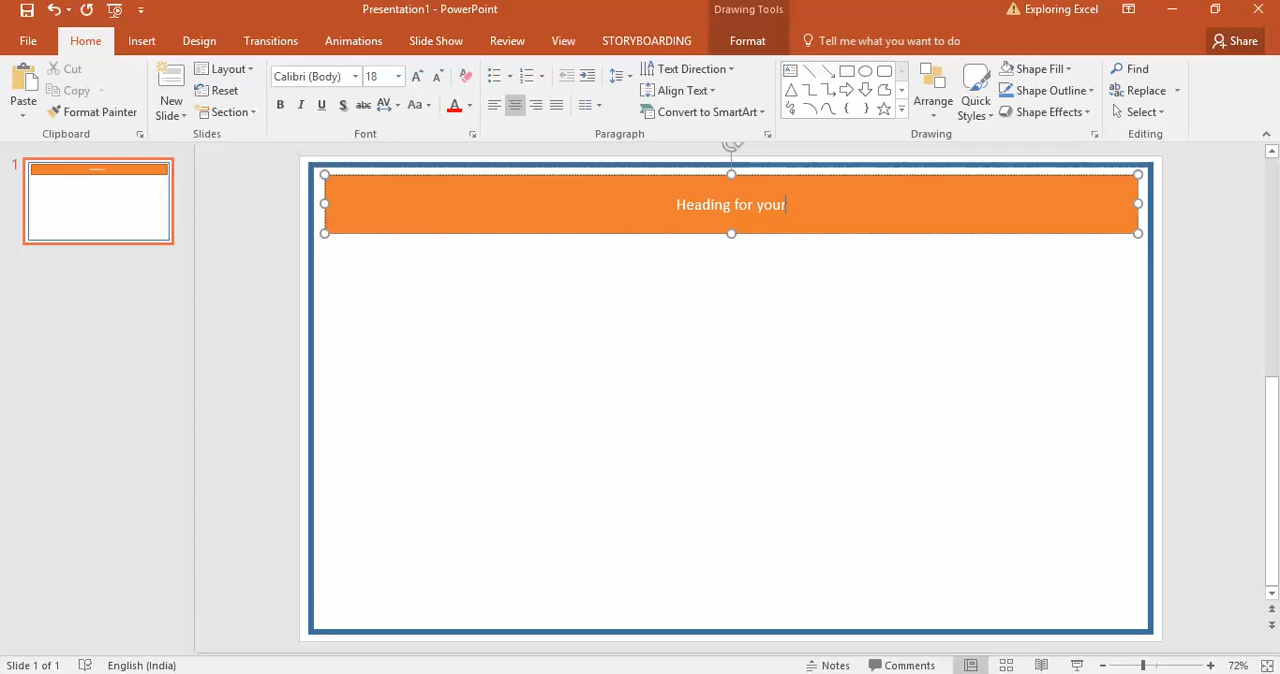 Presentation1 - PowerPoint
Drawing Tools
Exploring Excel
File Home Insert Design Transitions Animations Slide Show Review View STORYBOARDING Format Tell me what you want to do Share
Cut
Copy
Format Painter
Paste
Clipboard
New Slide
Layout
Reset
Section
Slides
Calibri (Body) 18
B I U S abc AV Aa A
Font
Text Direction
Align Text
Convert to SmartArt
Paragraph
Arrange
Quick Styles
Shape Fill
Shape Outline
Shape Effects
Drawing
Find
Replace
Select
Editing
1
Heading for your
Slide 1 of 1 English (India) Notes Comments 72%